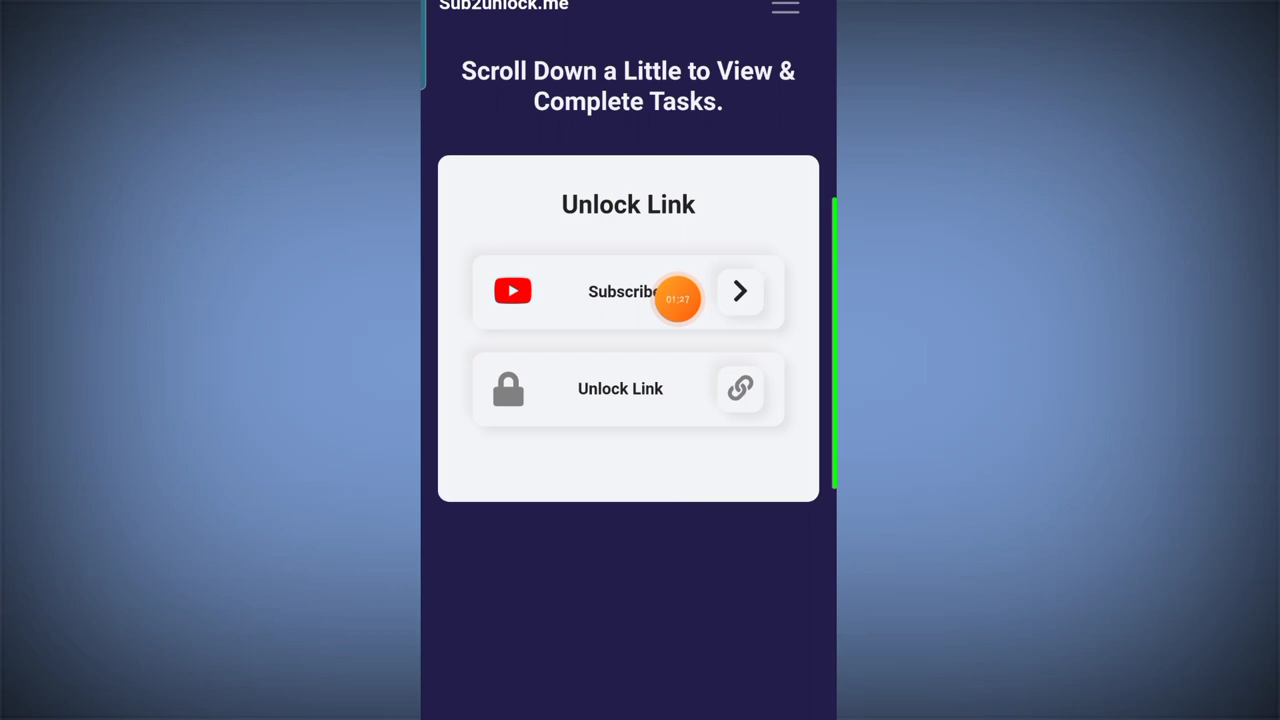 Sub2unlock.me
Scroll Down a Little to View &
Complete Tasks.
Unlock Link
Subscribe
01:27
Unlock Link